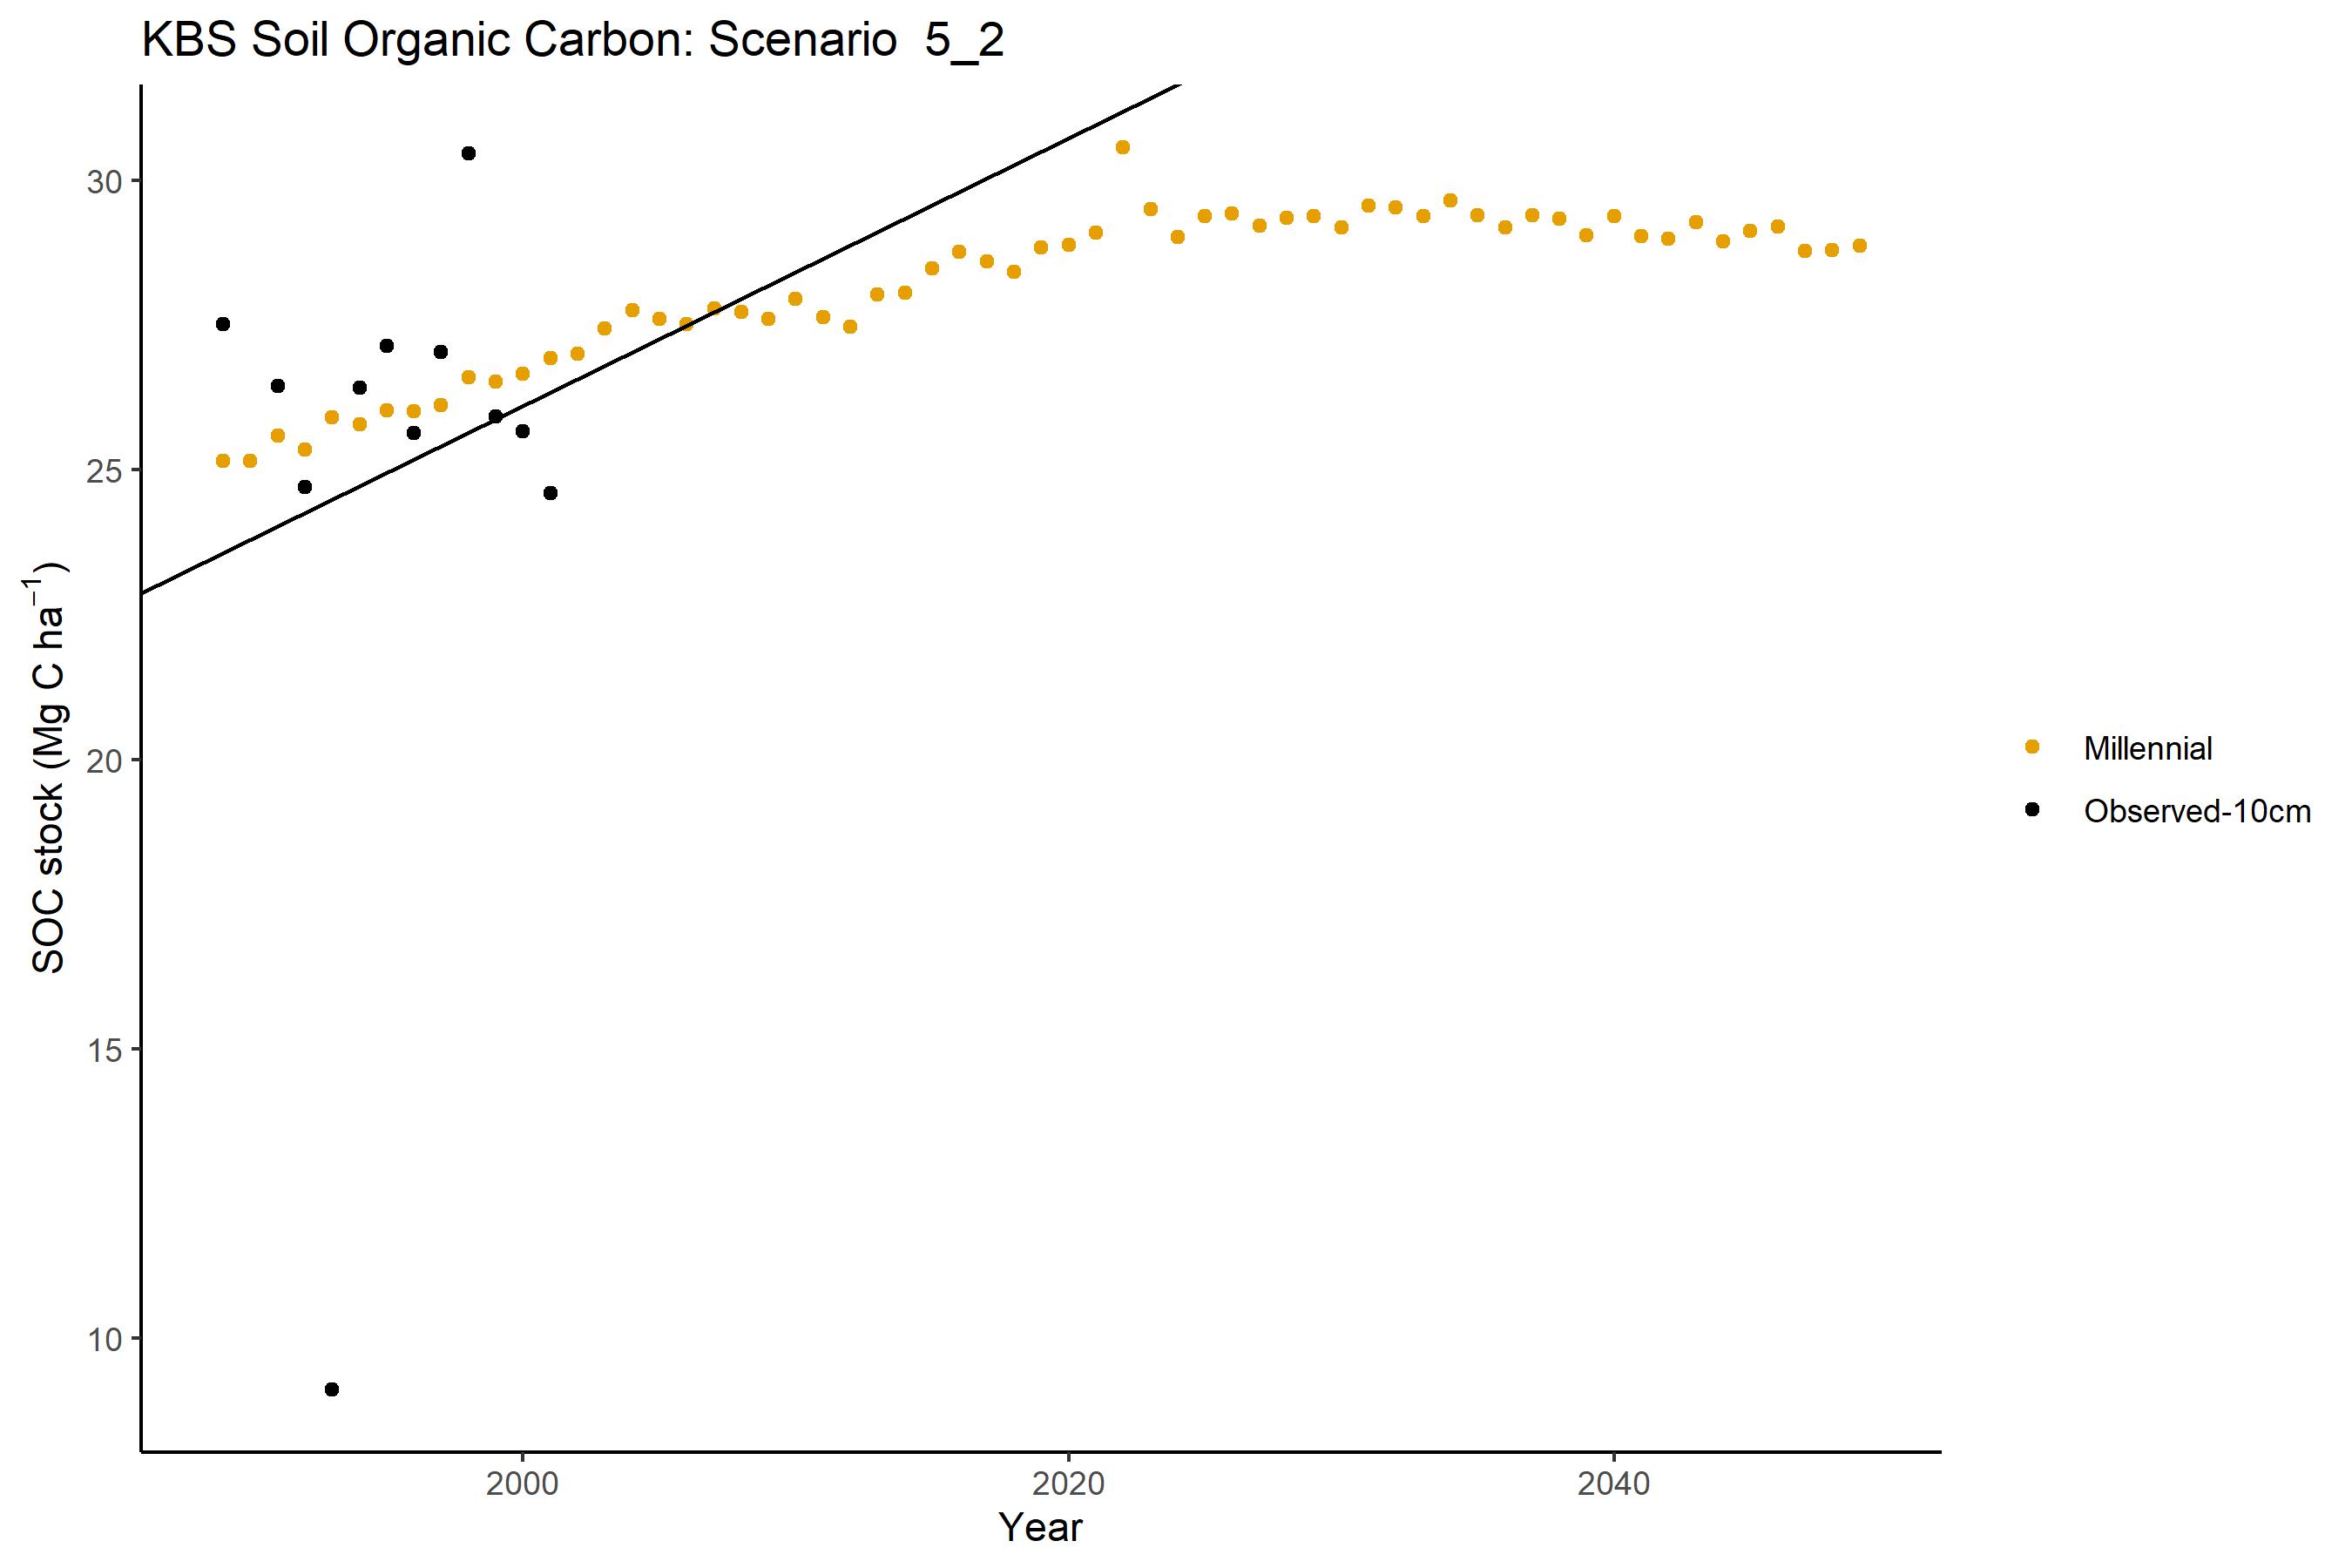 KBS Soil Organic Carbon: Scenario  5_2
SOC stock (Mg C ha⁻¹)
30
25
20
15
10
2000
2020
2040
Year
Millennial
Observed-10cm